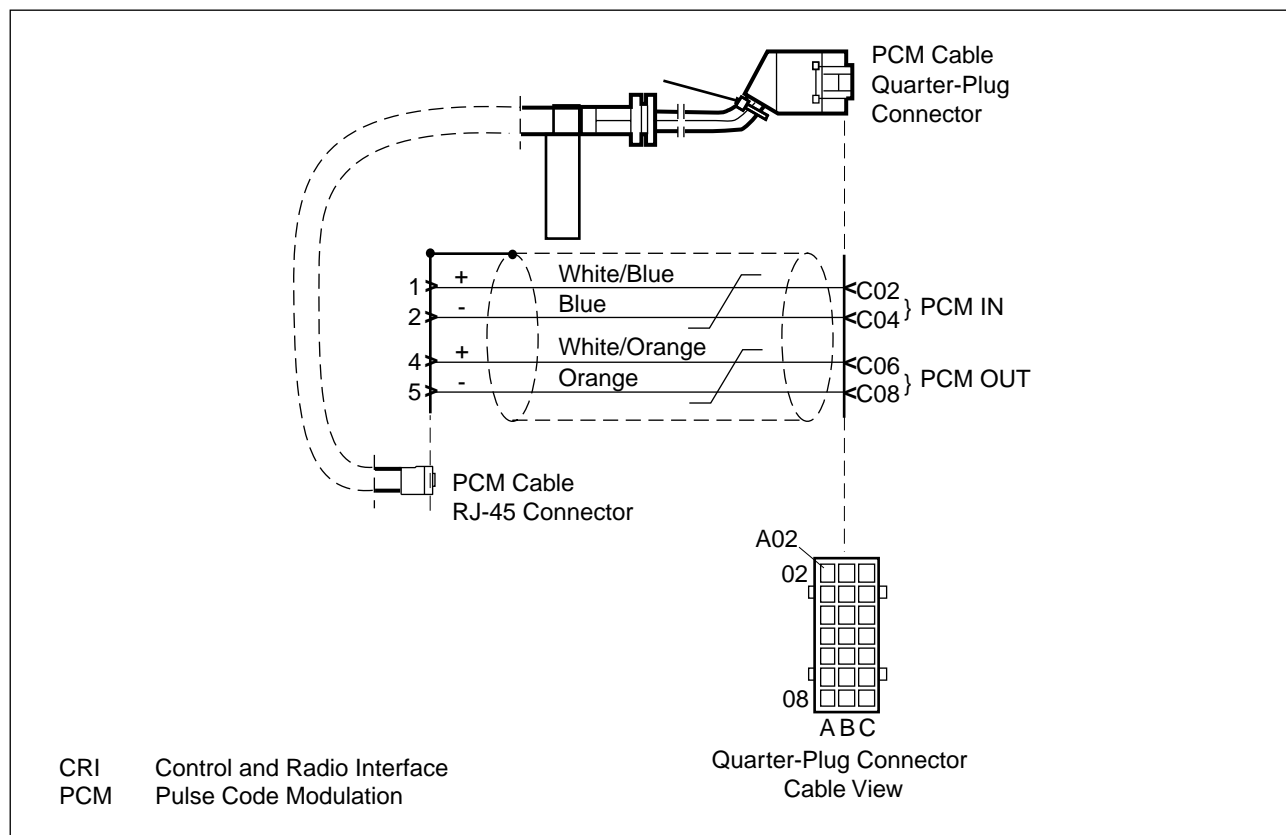 PCM Cable
Quarter-Plug
Connector
1 + White/Blue C02
2 - Blue C04 } PCM IN
4 + White/Orange C06
5 - Orange C08 } PCM OUT
PCM Cable
RJ-45 Connector
A02
02
08
A B C
Quarter-Plug Connector
Cable View
CRI Control and Radio Interface
PCM Pulse Code Modulation